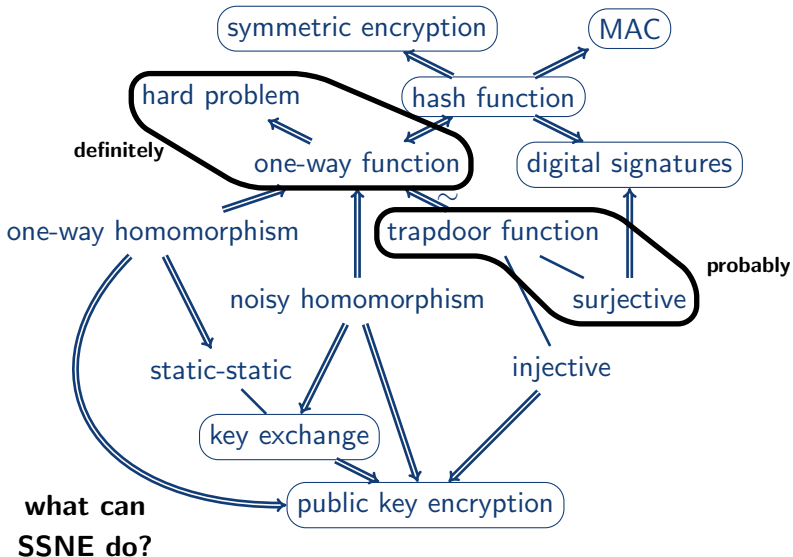 symmetric encryption
MAC
hard problem
hash function
definitely
one-way function
digital signatures
~
one-way homomorphism
trapdoor function
probably
noisy homomorphism
surjective
static-static
injective
key exchange
public key encryption
what can
SSNE do?